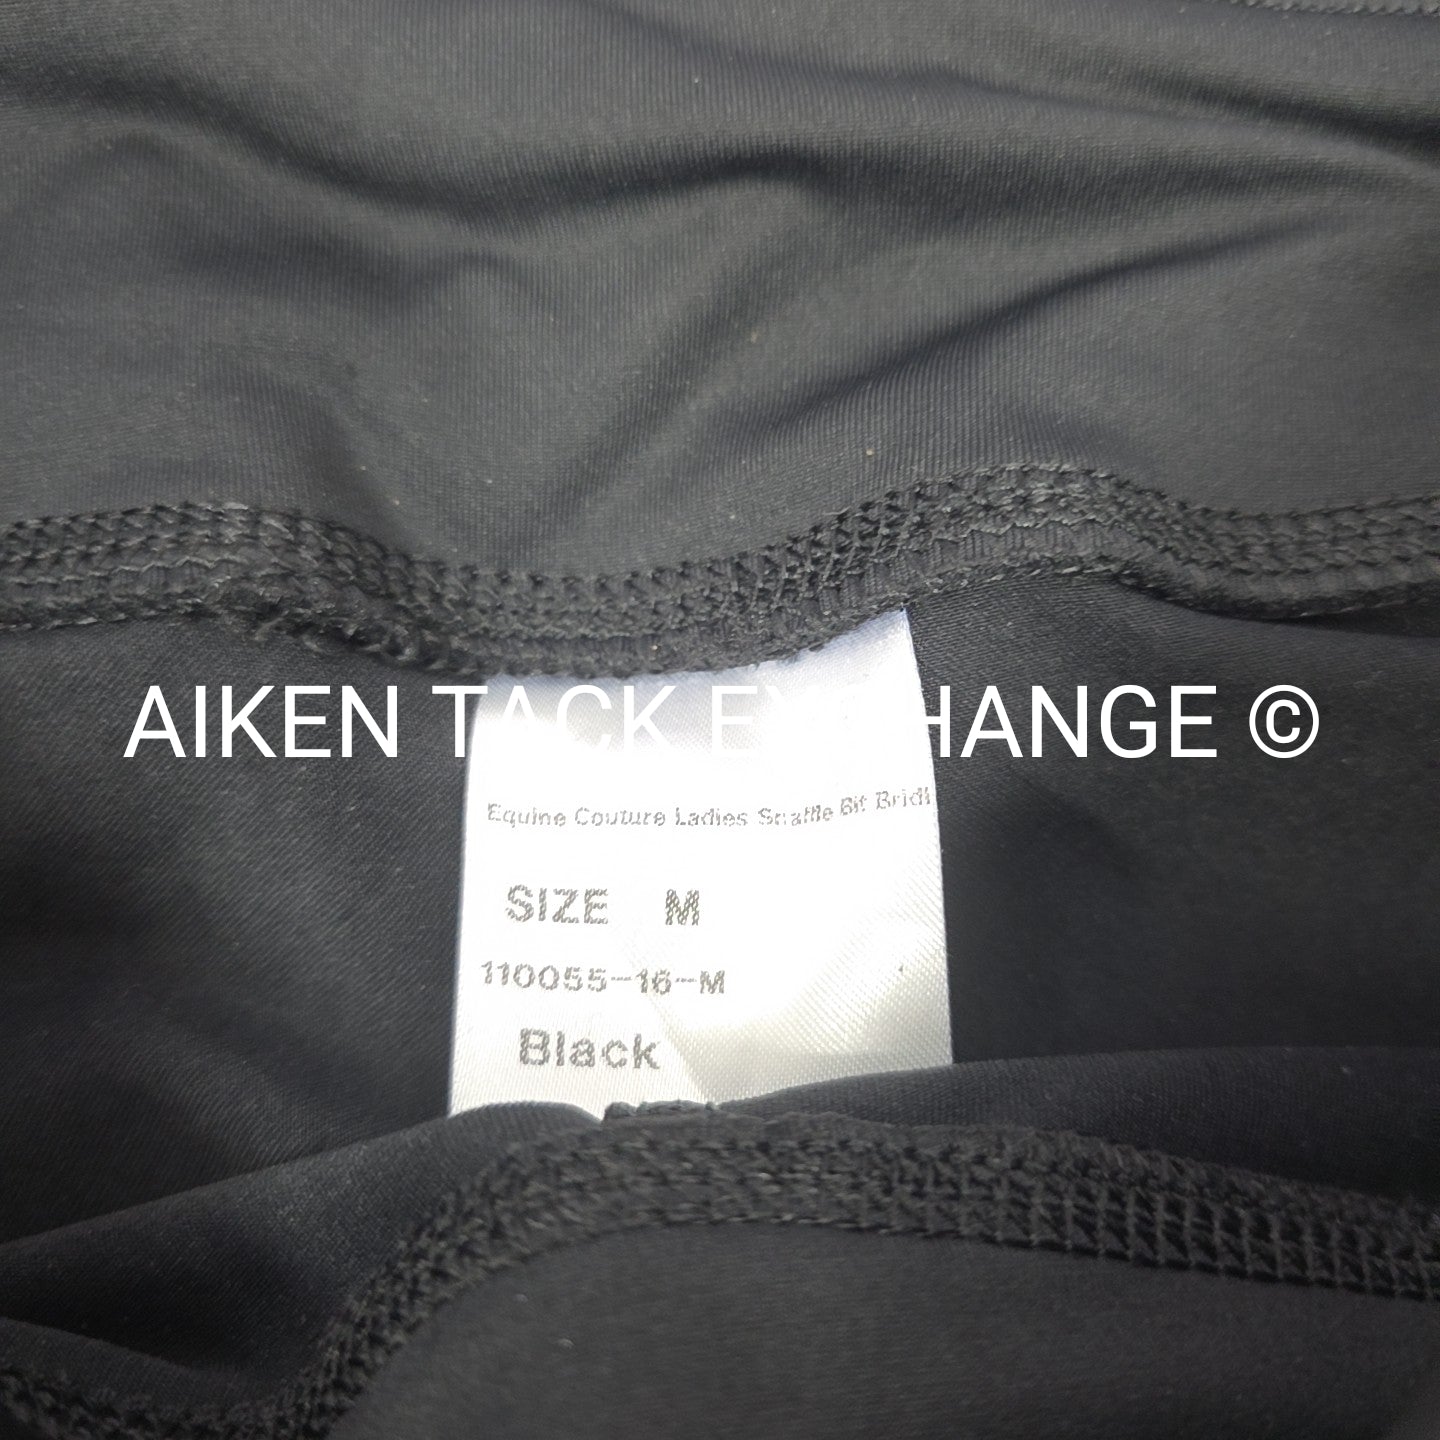 AIKEN TACK EXCHANGE ©
Equine Couture Ladies Snaffle Bit Bridl
SIZE M
110055-16-M
Black